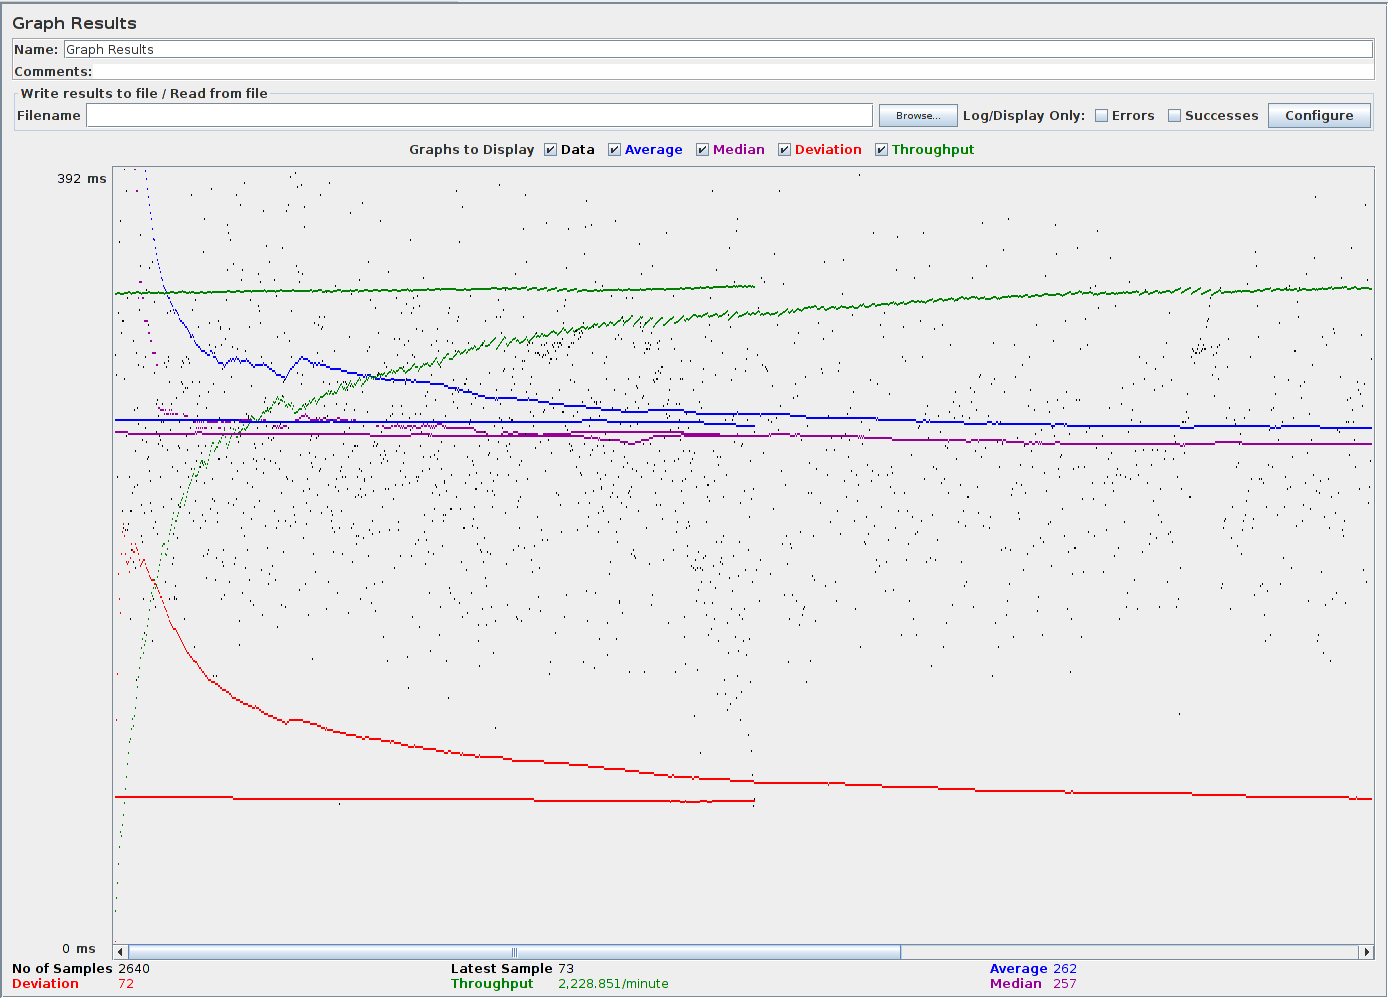 Graph Results
Name: Graph Results
Comments:
Write results to file / Read from file
Filename Browse... Log/Display Only: Errors Successes Configure
Graphs to Display Data Average Median Deviation Throughput
392 ms
0 ms
No of Samples 2640 Latest Sample 73 Average 262
Deviation 72 Throughput 2,228.851/minute Median 257